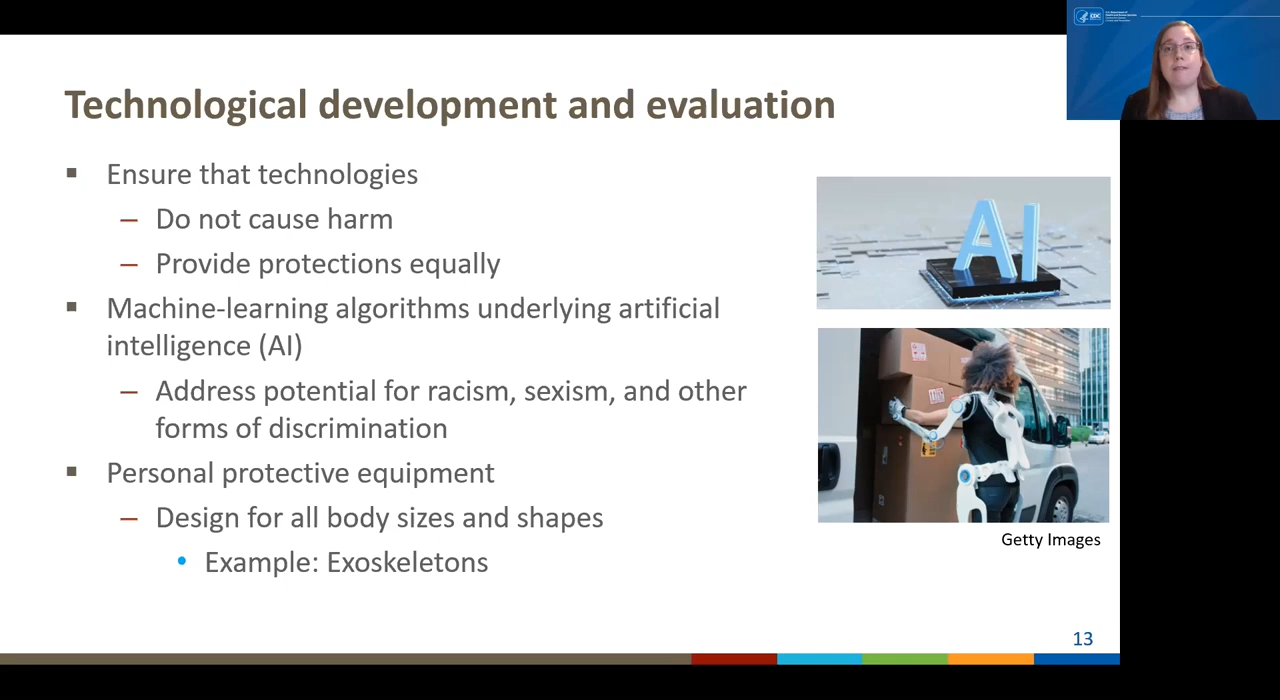 CDC
Technological development and evaluation
▪ Ensure that technologies
– Do not cause harm
– Provide protections equally
▪ Machine-learning algorithms underlying artificial
intelligence (AI)
– Address potential for racism, sexism, and other
forms of discrimination
▪ Personal protective equipment
– Design for all body sizes and shapes
• Example: Exoskeletons
AI
Getty Images
13